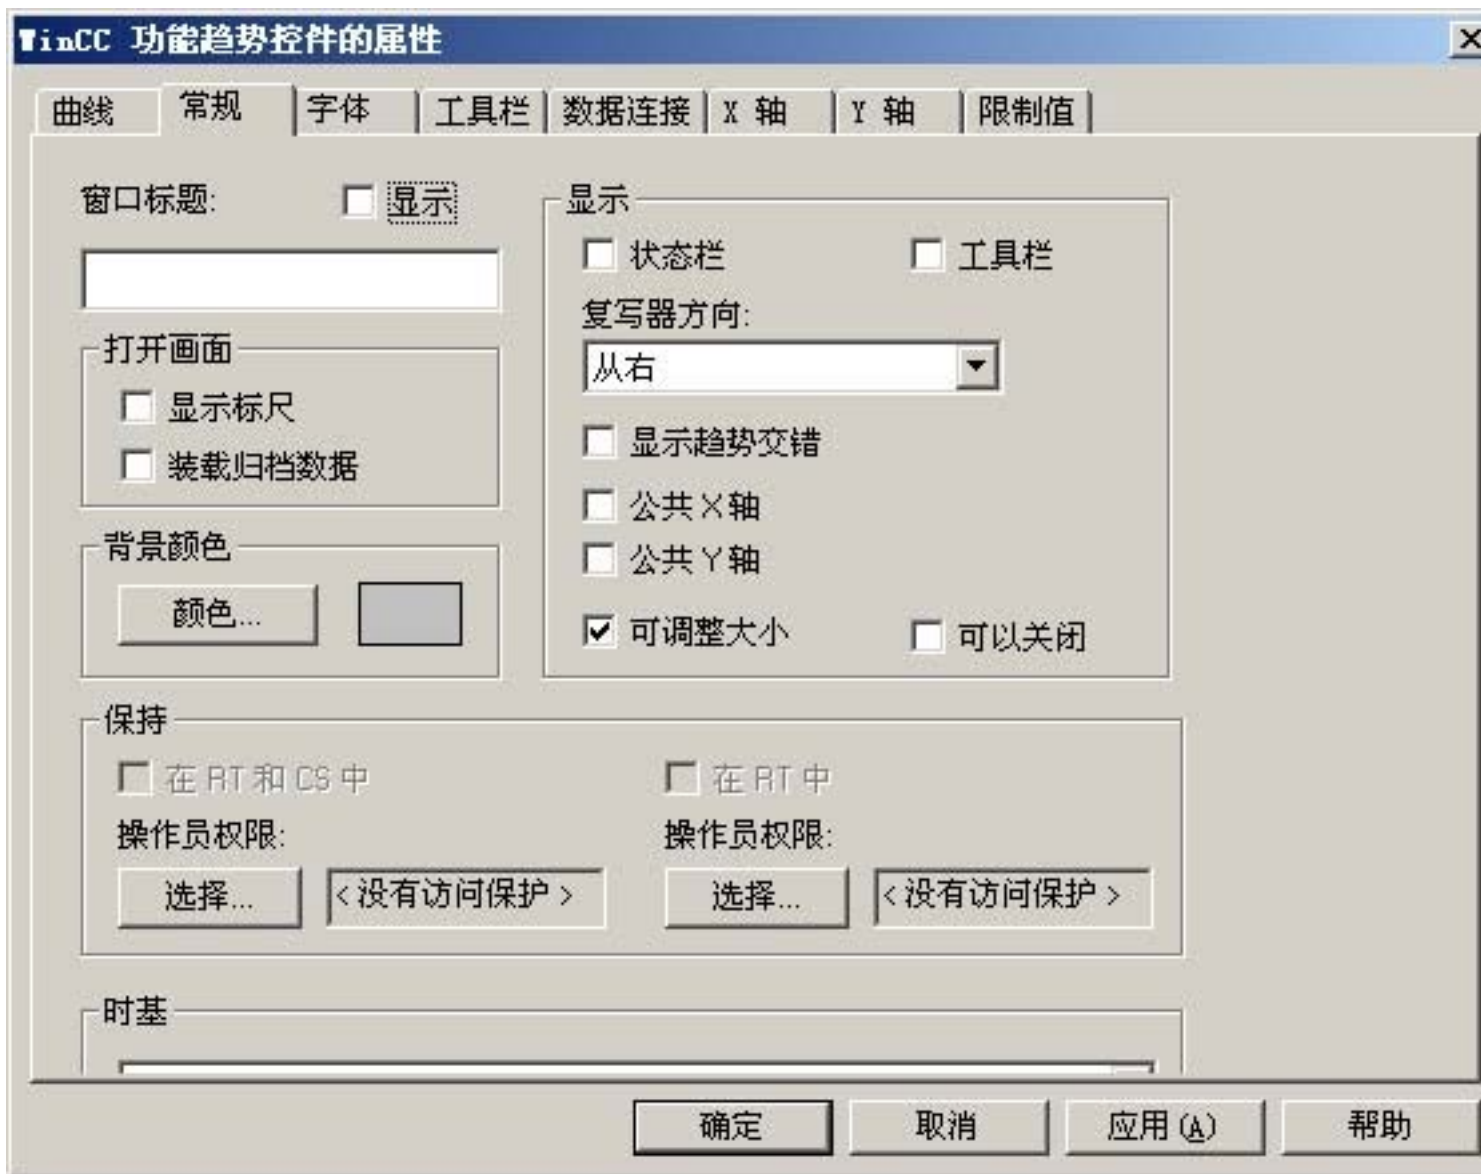 WinCC 功能趋势控件的属性
曲线 常规 字体 工具栏 数据连接 X 轴 Y 轴 限制值
窗口标题: 显示
打开画面
显示标尺
装载归档数据
背景颜色
颜色...
显示
状态栏 工具栏
复写器方向:
从右
显示趋势交错
公共 X 轴
公共 Y 轴
可调整大小 可以关闭
保持
在 RT 和 CS 中 在 RT 中
操作员权限: 操作员权限:
选择... <没有访问保护> 选择... <没有访问保护>
时基
确定 取消 应用(A) 帮助